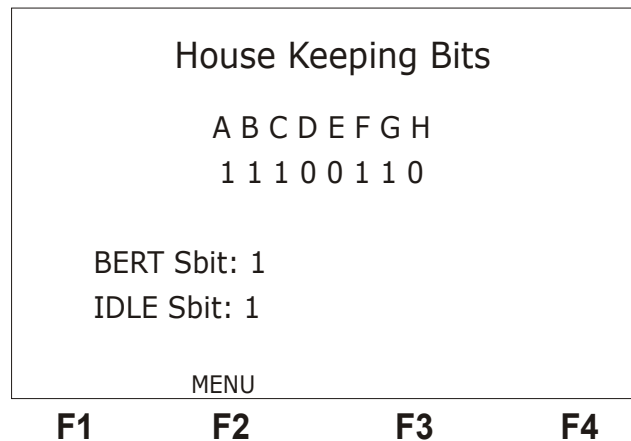 House Keeping Bits
A B C D E F G H
1 1 1 0 0 1 1 0
BERT Sbit: 1
IDLE Sbit: 1
MENU
F1 F2 F3 F4